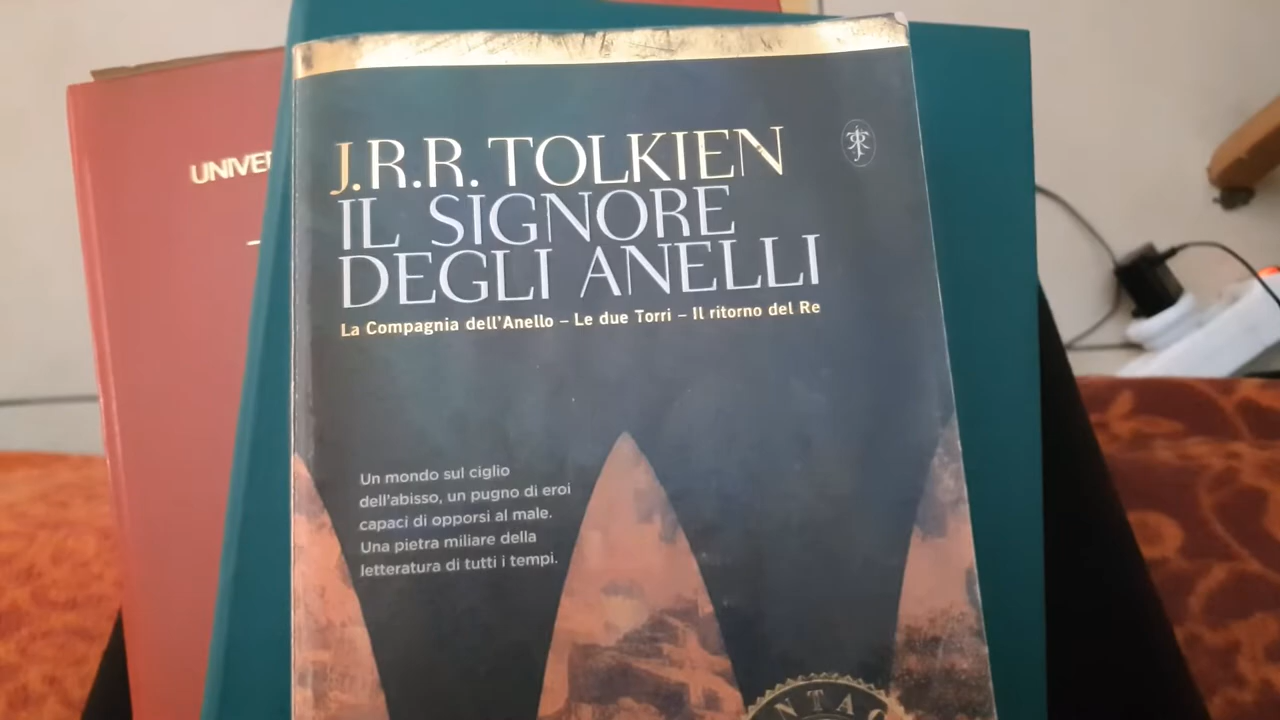 J.R.R. TOLKIEN
IL SIGNORE
DEGLI ANELLI
La Compagnia dell'Anello – Le due Torri – Il ritorno del Re
Un mondo sul ciglio
dell'abisso, un pugno di eroi
capaci di opporsi al male.
Una pietra miliare della
letteratura di tutti i tempi.